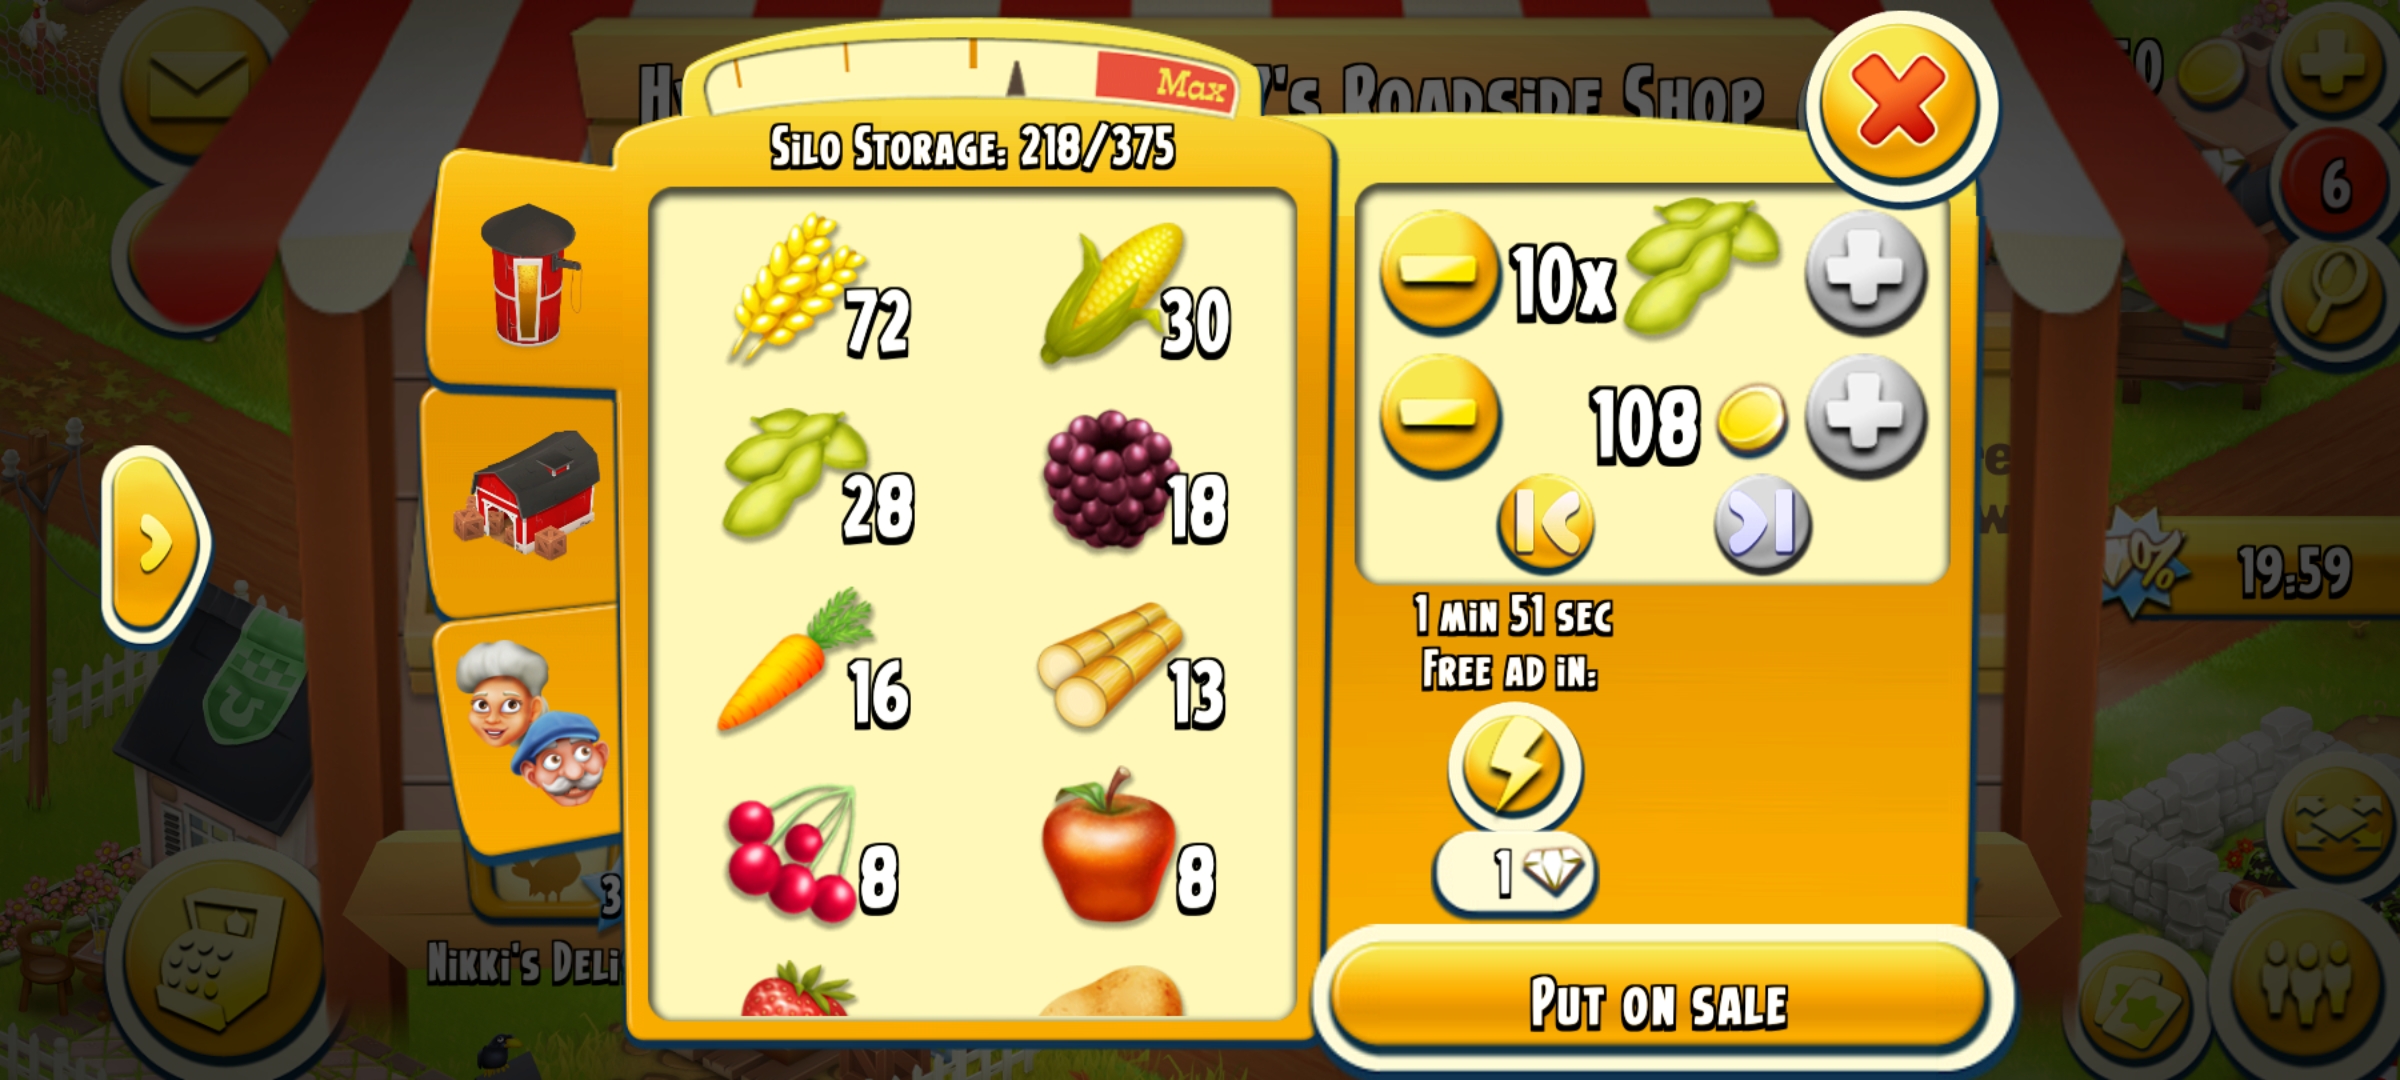 's Roadside Shop
Max
Silo Storage: 218/375
72
30
28
18
16
13
8
8
10x
108
1 min 51 sec
Free ad in:
1
Put on sale
6
19:59
%
3
Nikki's Deli